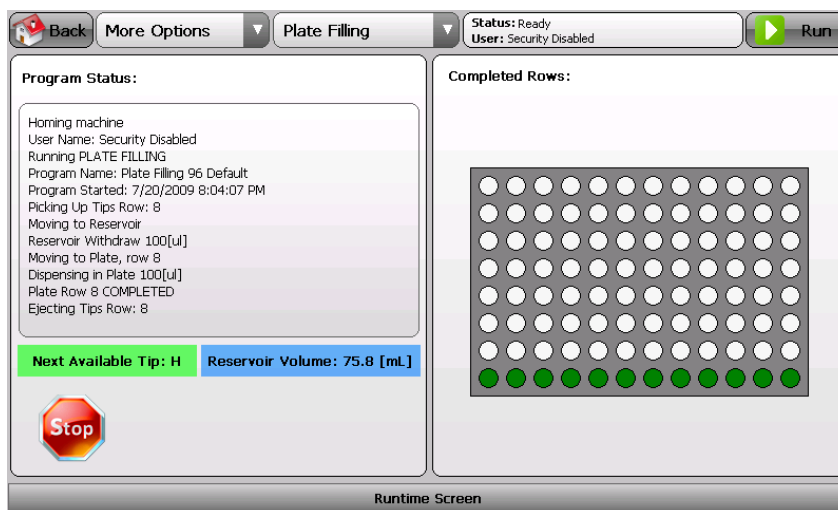 Back
More Options
Plate Filling
Status: Ready
User: Security Disabled
Run
Program Status:
Homing machine
User Name: Security Disabled
Running PLATE FILLING
Program Name: Plate Filling 96 Default
Program Started: 7/20/2009 8:04:07 PM
Picking Up Tips Row: 8
Moving to Reservoir
Reservoir Withdraw 100[ul]
Moving to Plate, row 8
Dispensing in Plate 100[ul]
Plate Row 8 COMPLETED
Ejecting Tips Row: 8
Next Available Tip: H
Reservoir Volume: 75.8 [mL]
Stop
Completed Rows:
Runtime Screen